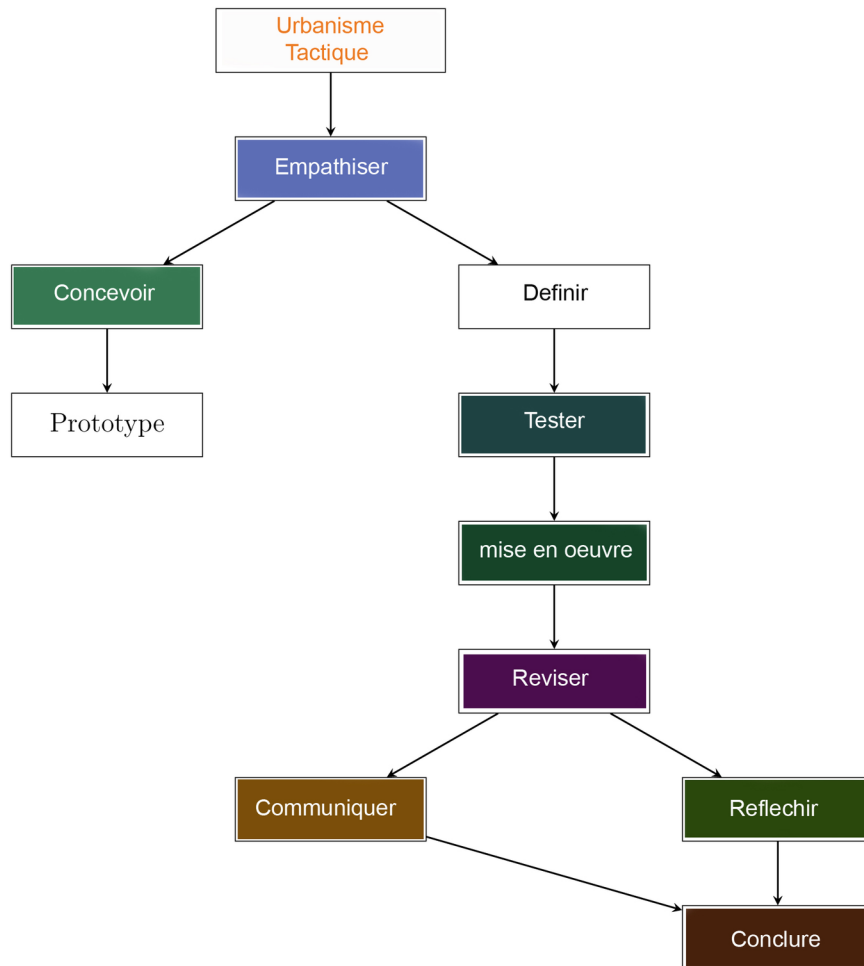 Urbanisme
Tactique
Empathiser
Concevoir
Definir
Prototype
Tester
mise en oeuvre
Reviser
Communiquer
Reflechir
Conclure